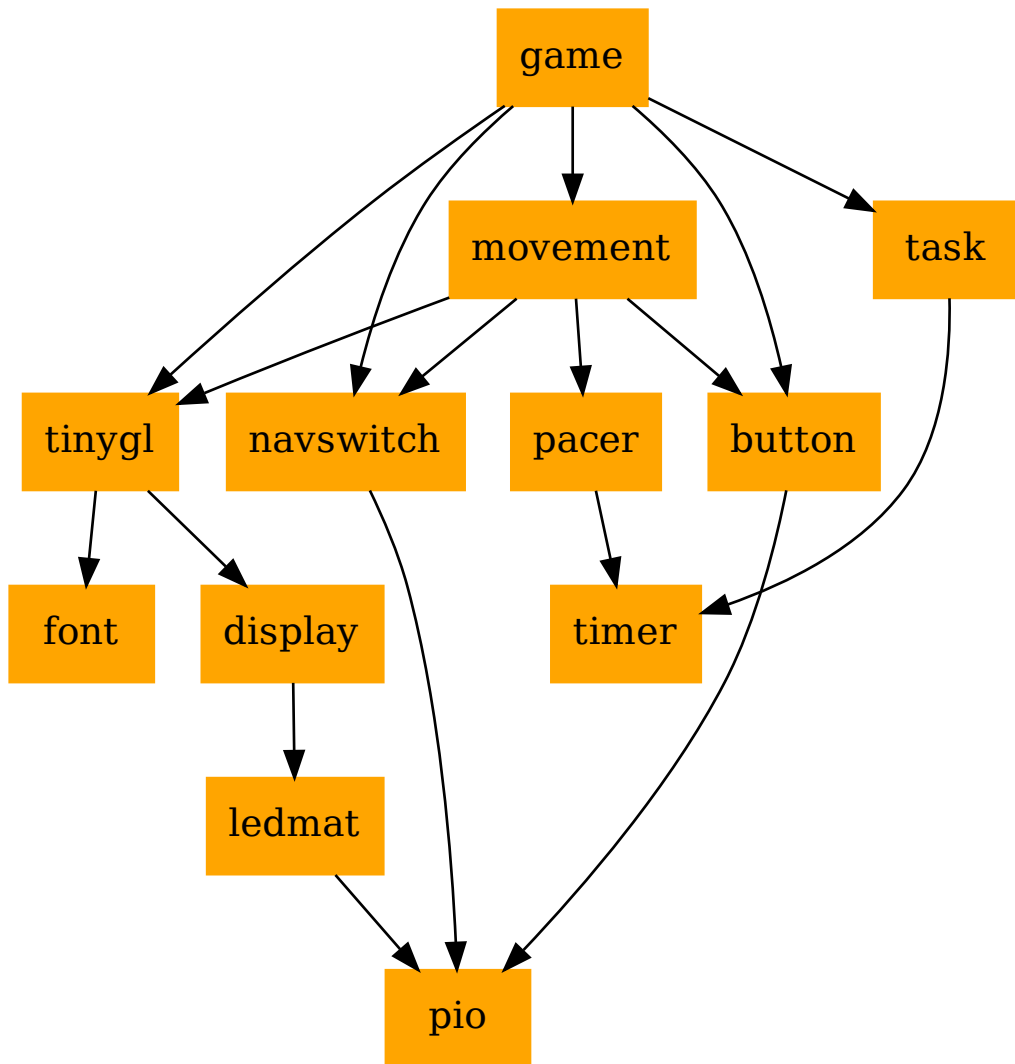 game
movement
task
tinygl
navswitch
pacer
button
font
display
timer
ledmat
pio